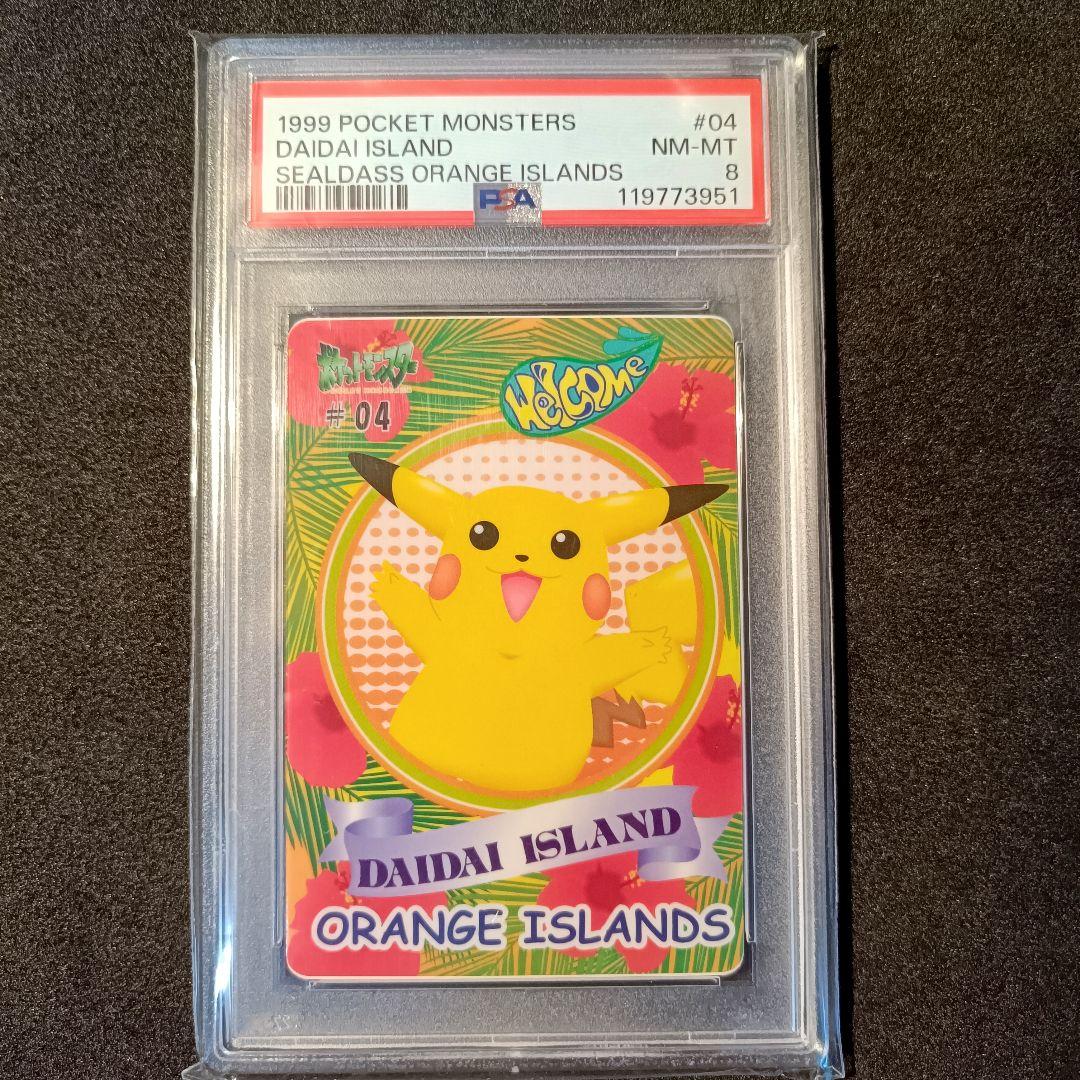 1999 POCKET MONSTERS #04
DAIDAI ISLAND NM-MT
SEALDASS ORANGE ISLANDS 8
PSA 119773951
ポケットモンスター
#04
Welcome
DAIDAI ISLAND
ORANGE ISLANDS